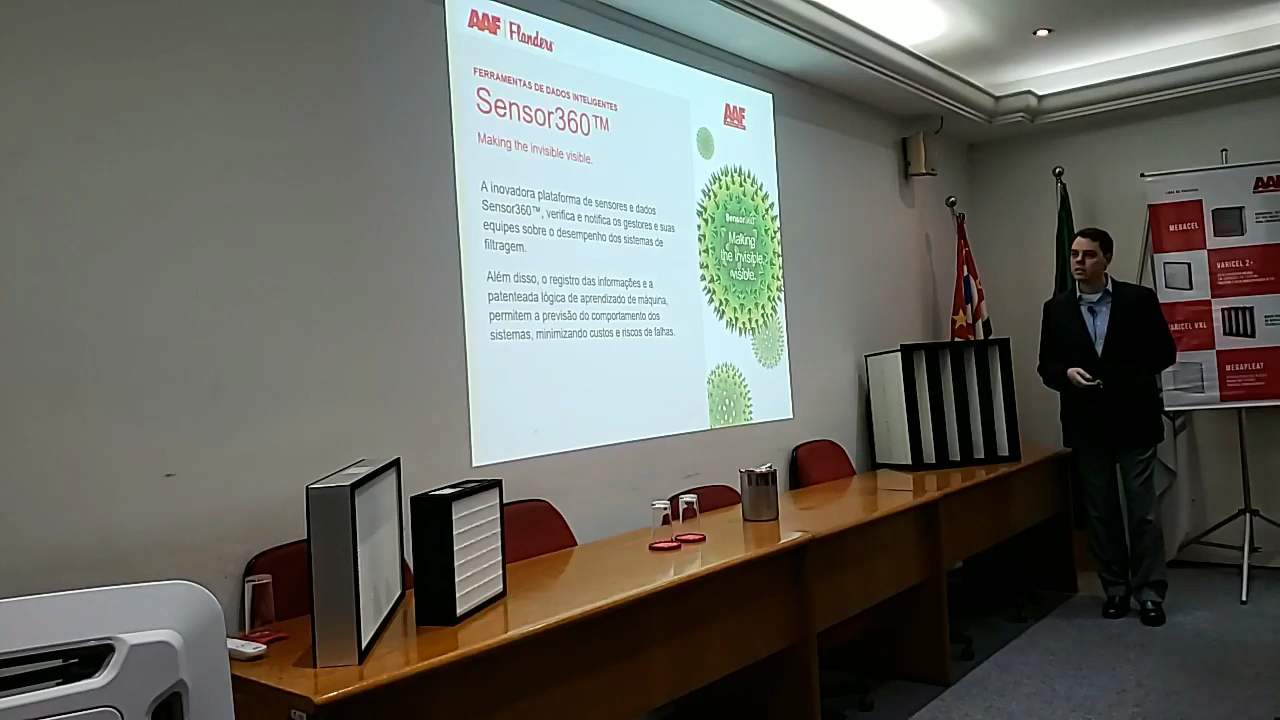 AAF Flanders
FERRAMENTAS DE DADOS INTELIGENTES
Sensor360™
Making the invisible visible.
A inovadora plataforma de sensores e dados
Sensor360™, verifica e notifica os gestores e suas
equipes sobre o desempenho dos sistemas de
filtragem.
Além disso, o registro das informações e a
patenteada lógica de aprendizado de máquina,
permitem a previsão do comportamento dos
sistemas, minimizando custos e riscos de falhas.
AAF
Sensor360
Making
the invisible
visible.
AAF
MEGACEL
VARICEL 2+
VARICEL VXL
MEGAPLEAT